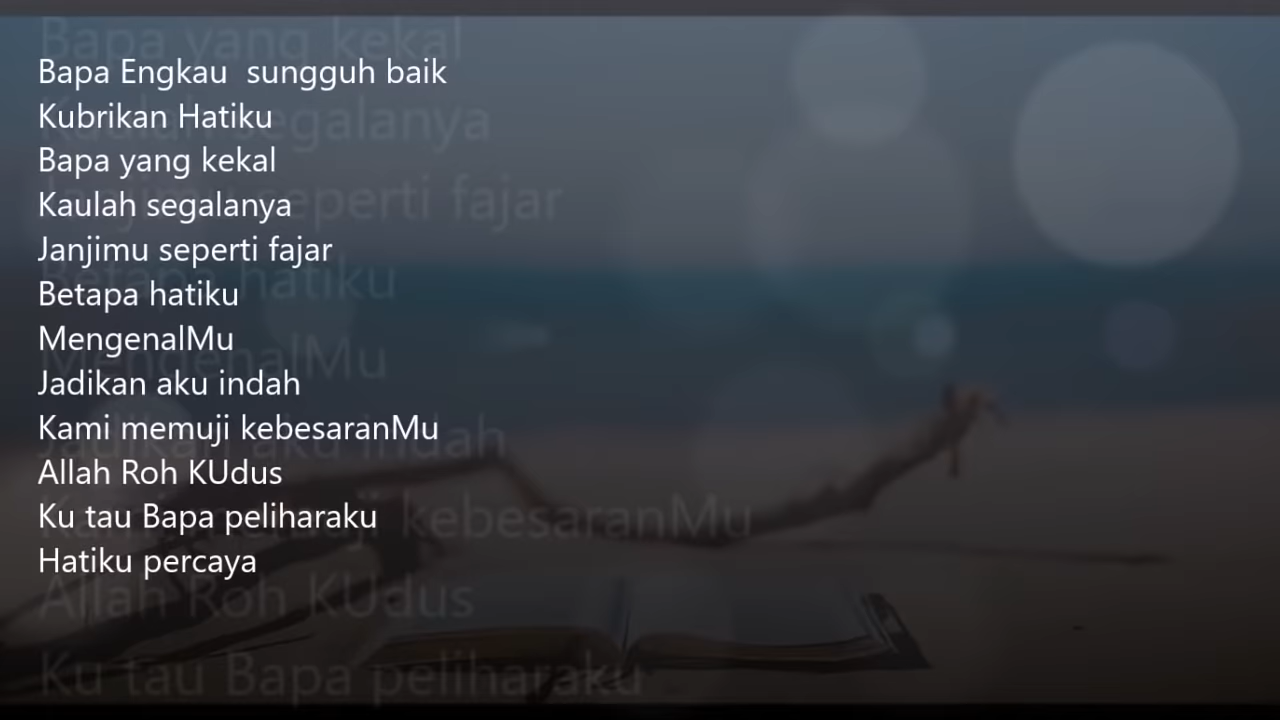 Bapa Engkau  sungguh baik
Kubrikan Hatiku
Bapa yang kekal
Kaulah segalanya
Janjimu seperti fajar
Betapa hatiku
MengenalMu
Jadikan aku indah
Kami memuji kebesaranMu
Allah Roh KUdus
Ku tau Bapa peliharaku
Hatiku percaya